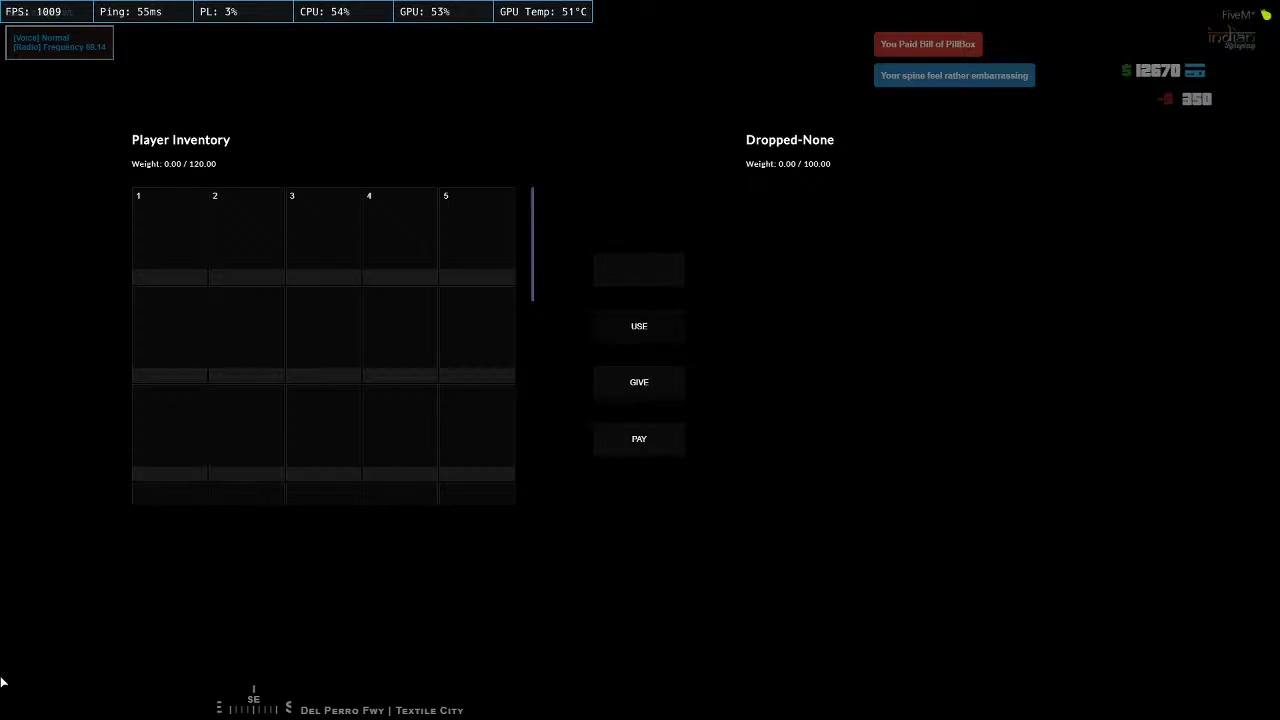 FPS: 1009
Ping: 55ms
PL: 3%
CPU: 54%
GPU: 53%
GPU Temp: 51°C
[Voice] Normal
[Radio] Frequency 69.14
FiveM*
indian
Roleplay
You Paid Bill of PillBox
Your spine feel rather embarrassing
$ 12670
-$ 350
Player Inventory
Weight: 0.00 / 120.00
Dropped-None
Weight: 0.00 / 100.00
1 2 3 4 5
USE
GIVE
PAY
SE
DEL PERRO FWY | TEXTILE CITY